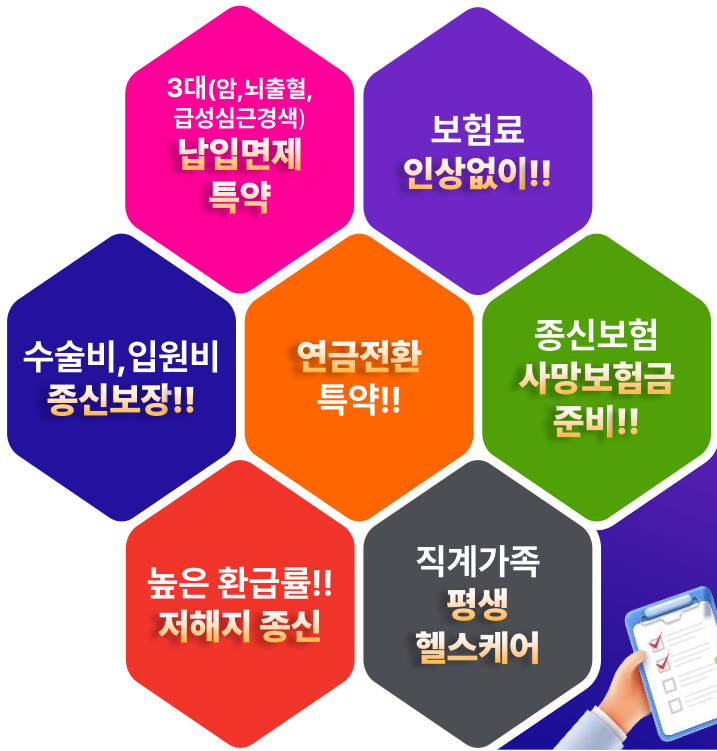 3대(암,뇌출혈,
급성심근경색)
납입면제
특약
보험료
인상없이!!
수술비,입원비
종신보장!!
연금전환
특약!!
종신보험
사망보험금
준비!!
높은 환급률!!
저해지 종신
직계가족
평생
헬스케어